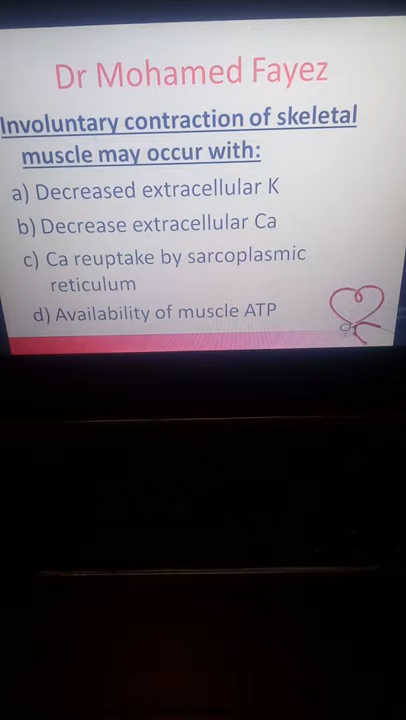 Dr Mohamed Fayez
Involuntary contraction of skeletal
muscle may occur with:
a) Decreased extracellular K
b) Decrease extracellular Ca
c) Ca reuptake by sarcoplasmic
reticulum
d) Availability of muscle ATP